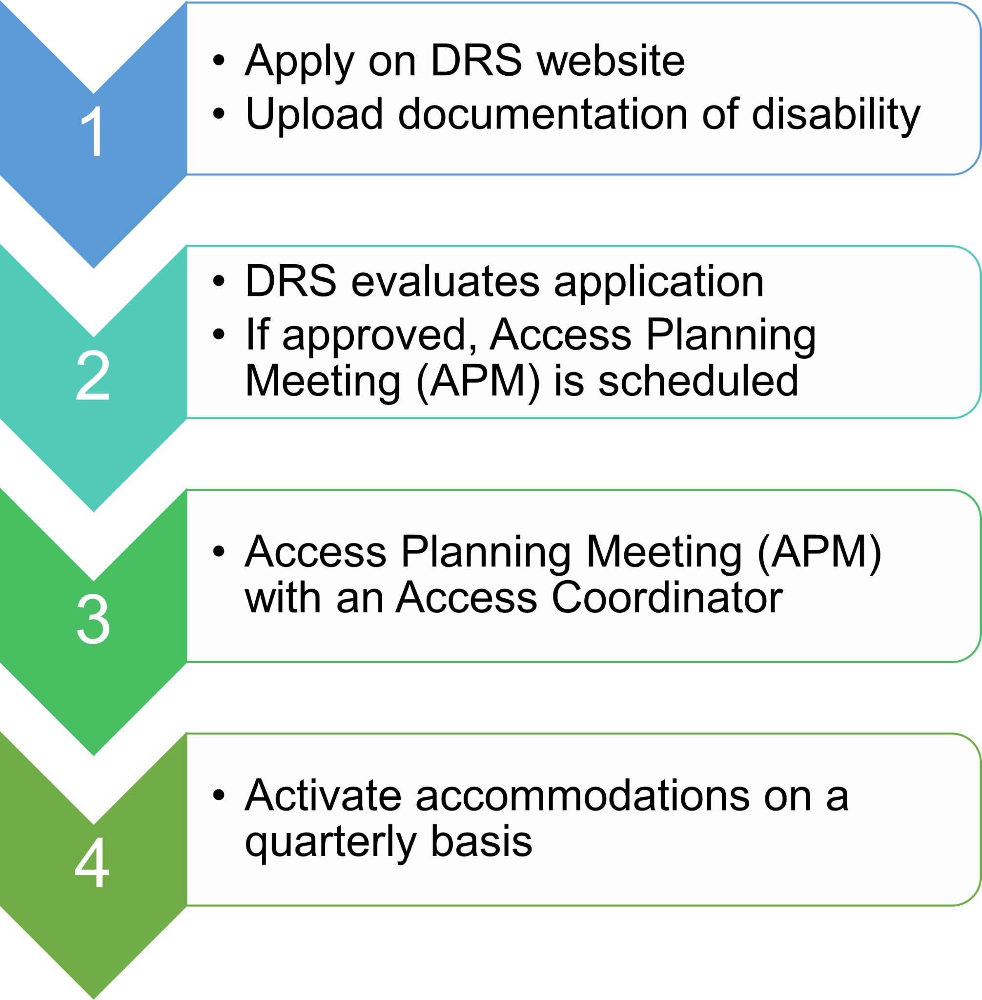 1
• Apply on DRS website
• Upload documentation of disability
2
• DRS evaluates application
• If approved, Access Planning
Meeting (APM) is scheduled
3
• Access Planning Meeting (APM)
with an Access Coordinator
4
• Activate accommodations on a
quarterly basis